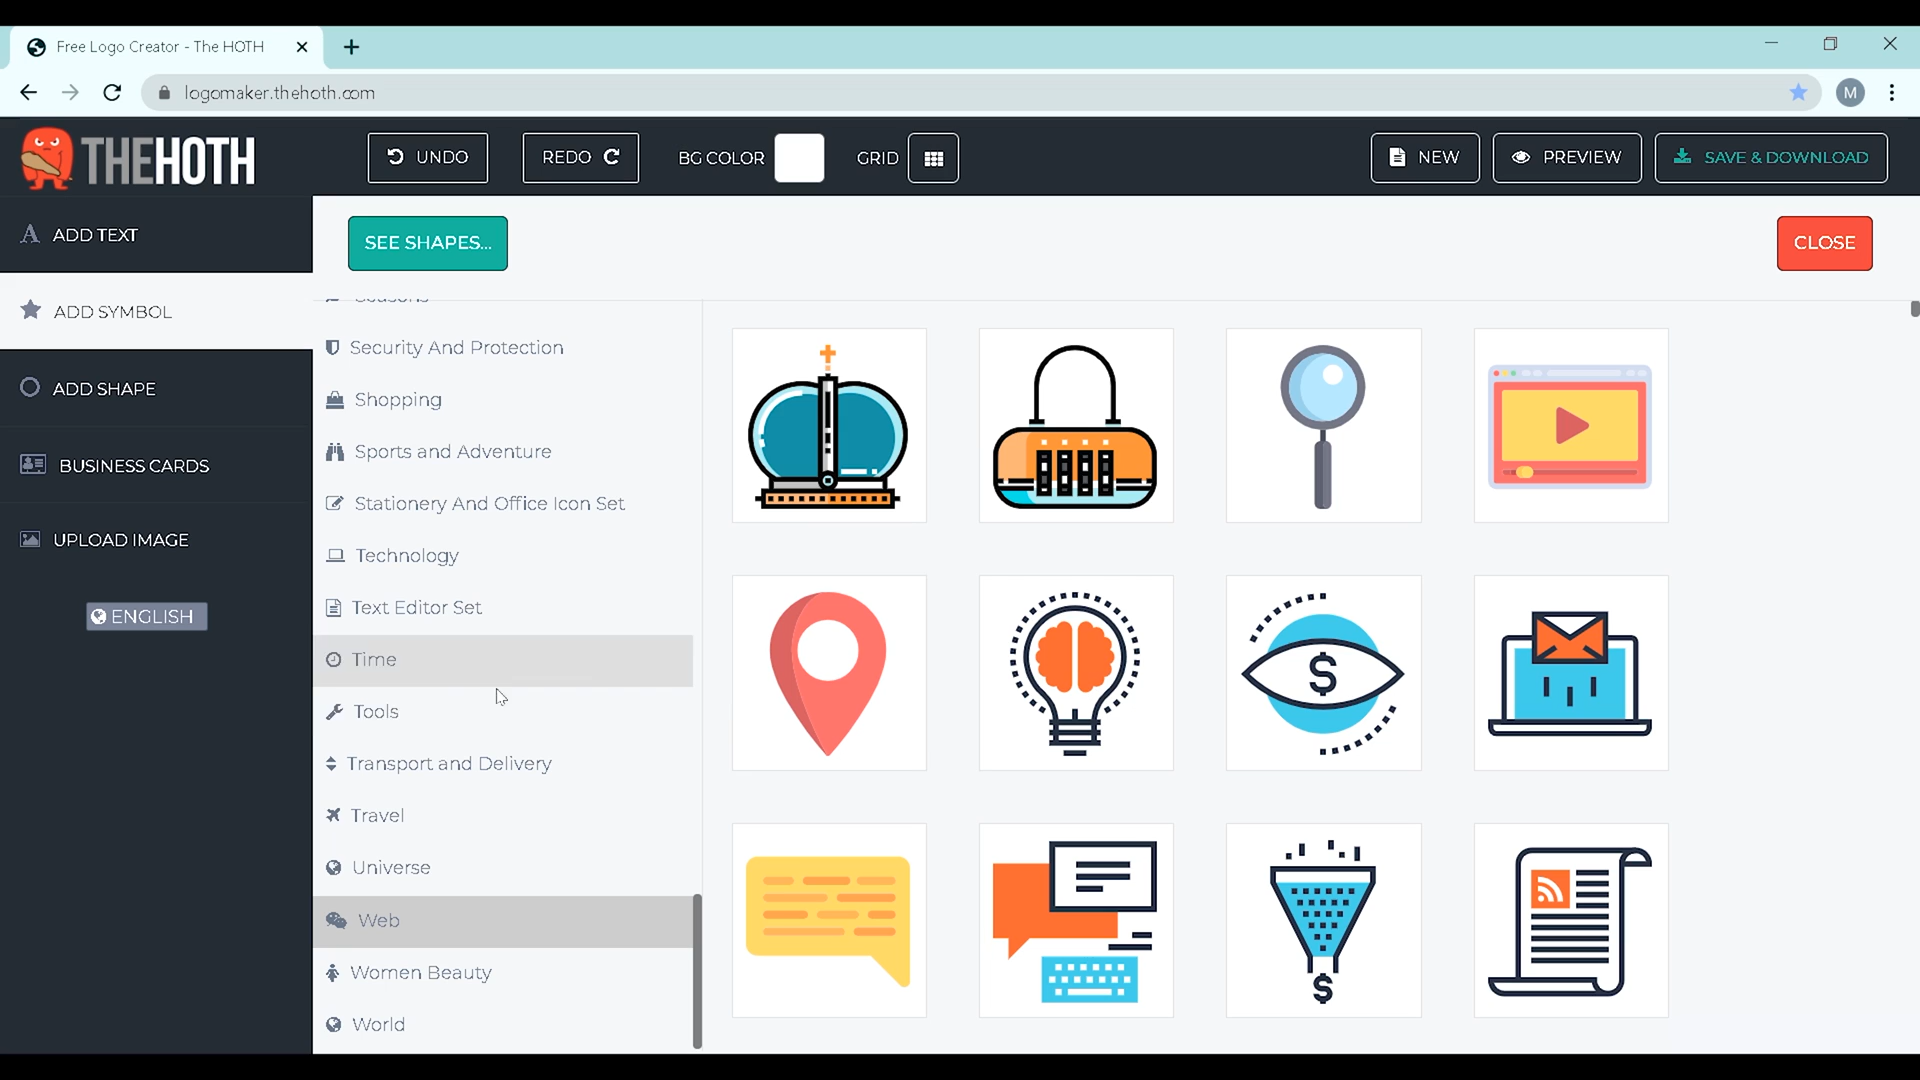 Free Logo Creator - The HOTH
logomaker.thehoth.com
M
THEHOTH
UNDO
REDO
BG COLOR
GRID
NEW
PREVIEW
SAVE & DOWNLOAD
ADD TEXT
ADD SYMBOL
ADD SHAPE
BUSINESS CARDS
UPLOAD IMAGE
ENGLISH
SEE SHAPES...
CLOSE
Seasons
Security And Protection
Shopping
Sports and Adventure
Stationery And Office Icon Set
Technology
Text Editor Set
Time
Tools
Transport and Delivery
Travel
Universe
Web
Women Beauty
World
$
$